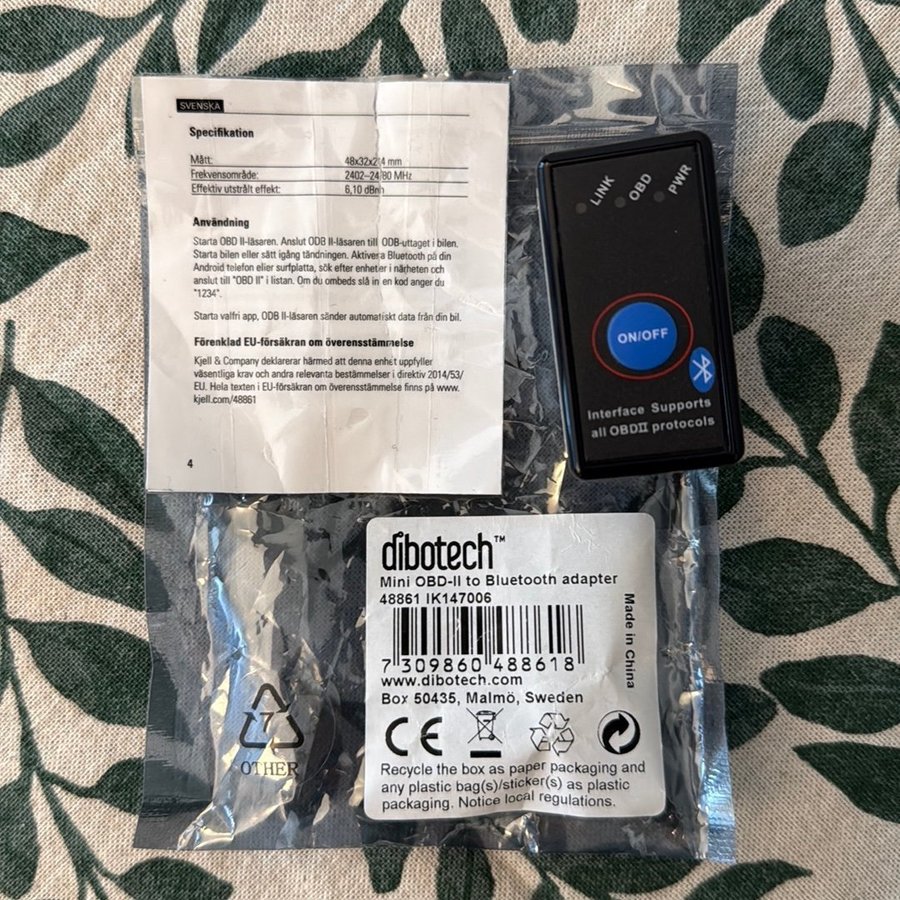 SVENSKA
Specifikation
Mått: 48x32x24 mm
Frekvensområde: 2402–2480 MHz
Effektiv utstrålt effekt: 6,10 dBm
Användning
Starta OBD II-läsaren. Anslut ODB II-läsaren till ODB-uttaget i bilen.
Starta bilen eller sätt igång tändningen. Aktivera Bluetooth på din
Android telefon eller surfplatta, sök efter enheter i närheten och
anslut till "OBD II" i listan. Om du ombeds slå in en kod anger du
"1234".
Starta valfri app, ODB II-läsaren sänder automatiskt data från din bil.
Förenklad EU-försäkran om överensstämmelse
Kjell & Company deklarerar härmed att denna enhet uppfyller
väsentliga krav och andra relevanta bestämmelser i direktiv 2014/53/
EU. Hela texten i EU-försäkran om överensstämmelse finns på www.
kjell.com/48861
4
LINK OBD PWR
ON/OFF
Interface Supports
all OBDII protocols
dibotech™
Mini OBD-II to Bluetooth adapter
48861 IK147006
7 309860 488618
www.dibotech.com
Box 50435, Malmö, Sweden
Made in China
CE
Recycle the box as paper packaging and
any plastic bag(s)/sticker(s) as plastic
packaging. Notice local regulations.
7
OTHER